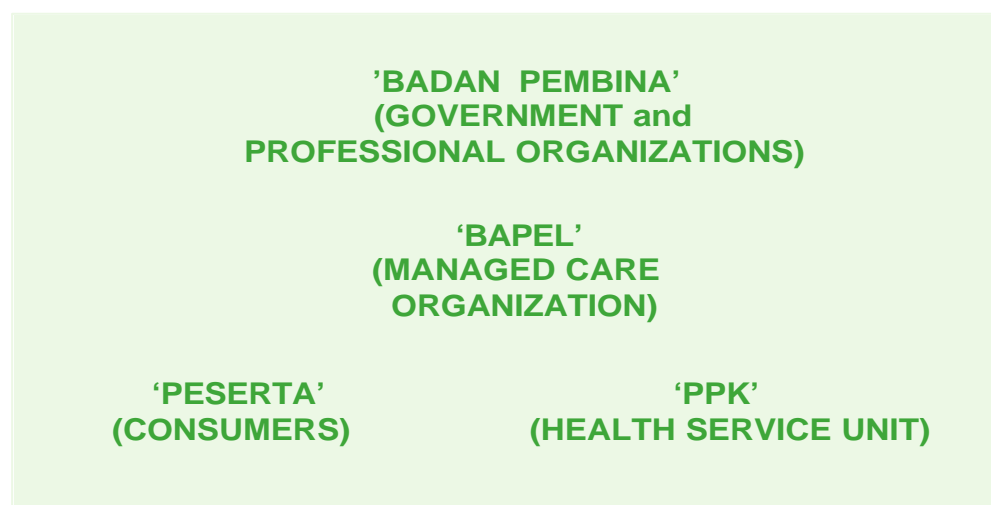 ’BADAN PEMBINA’
(GOVERNMENT and
PROFESSIONAL ORGANIZATIONS)
‘BAPEL’
(MANAGED CARE
ORGANIZATION)
‘PESERTA’
(CONSUMERS)
‘PPK’
(HEALTH SERVICE UNIT)